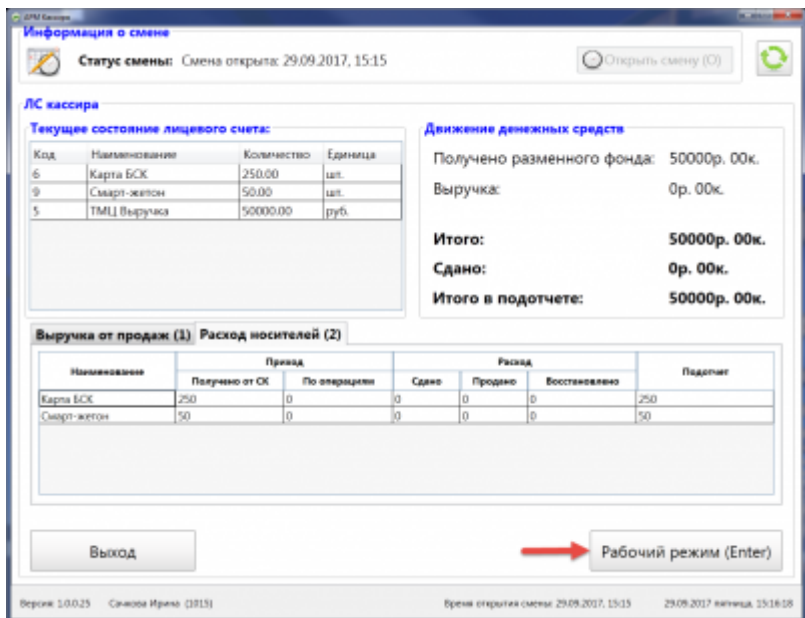 АРМ Кассира
Информация о смене
Статус смены: Смена открыта: 29.09.2017, 15:15
Открыть смену (О)
ЛС кассира
Текущее состояние лицевого счета:
Код Наименование Количество Единица
6 Карта БСК 250.00 шт.
9 Смарт-жетон 50.00 шт.
5 ТМЦ Выручка 50000.00 руб.
Движение денежных средств
Получено разменного фонда: 50000р. 00к.
Выручка: 0р. 00к.
Итого: 50000р. 00к.
Сдано: 0р. 00к.
Итого в подотчете: 50000р. 00к.
Выручка от продаж (1) Расход носителей (2)
Наименование Приход Расход Подотчет
Получено от СК По операциям Сдано Продано Восстановлено
Карта БСК 250 0 0 0 0 250
Смарт-жетон 50 0 0 0 0 50
Выход
Рабочий режим (Enter)
Версия: 1.0.0.25 Сачкова Ирина (1015) Время открытия смены: 29.09.2017, 15:15 29.09.2017 пятница, 15:16:18